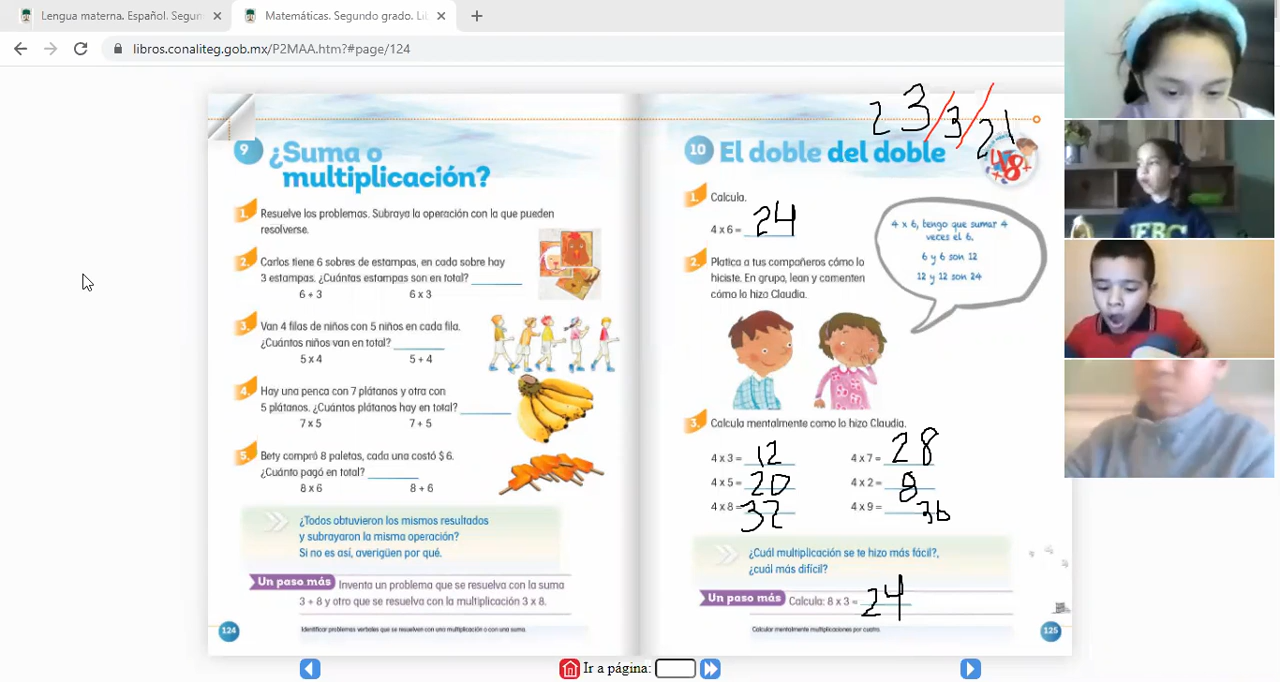 Lengua materna. Español. Segun
Matemáticas. Segundo grado. Li
libros.conaliteg.gob.mx/P2MAA.htm?#page/124
9 ¿Suma o
multiplicación?
1. Resuelve los problemas. Subraya la operación con la que pueden
resolverse.
2. Carlos tiene 6 sobres de estampas, en cada sobre hay
3 estampas. ¿Cuántas estampas son en total?
6 + 3 6 x 3
3. Van 4 filas de niños con 5 niños en cada fila.
¿Cuántos niños van en total?
5 x 4 5 + 4
4. Hay una penca con 7 plátanos y otra con
5 plátanos. ¿Cuántos plátanos hay en total?
7 x 5 7 + 5
5. Bety compró 8 paletas, cada una costó $ 6.
¿Cuánto pagó en total?
8 x 6 8 + 6
¿Todos obtuvieron los mismos resultados
y subrayaron la misma operación?
Si no es así, averigüen por qué.
Un paso más Inventa un problema que se resuelva con la suma
3 + 8 y otro que se resuelva con la multiplicación 3 x 8.
124 Identificar problemas verbales que se resuelven con una multiplicación o con una suma.
23/3/21
10 El doble del doble
48
1. Calcula.
4 x 6 = 24
4 x 6, tengo que sumar 4
veces el 6.
6 y 6 son 12
12 y 12 son 24
2. Platica a tus compañeros cómo lo
hiciste. En grupo, lean y comenten
cómo lo hizo Claudia.
3. Calcula mentalmente como lo hizo Claudia.
4 x 3 = 12 4 x 7 = 28
4 x 5 = 20 4 x 2 = 8
4 x 8 = 32 4 x 9 = 36
¿Cuál multiplicación se te hizo más fácil?,
¿cuál más difícil?
Un paso más Calcula: 8 x 3 = 24
Calcular mentalmente multiplicaciones por cuatro. 125
Ir a página: